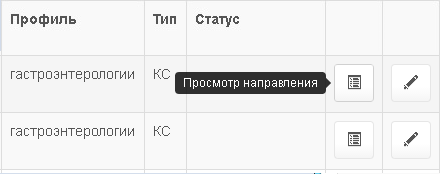 Профиль Тип Статус
гастроэнтерологии КС Просмотр направления
гастроэнтерологии КС